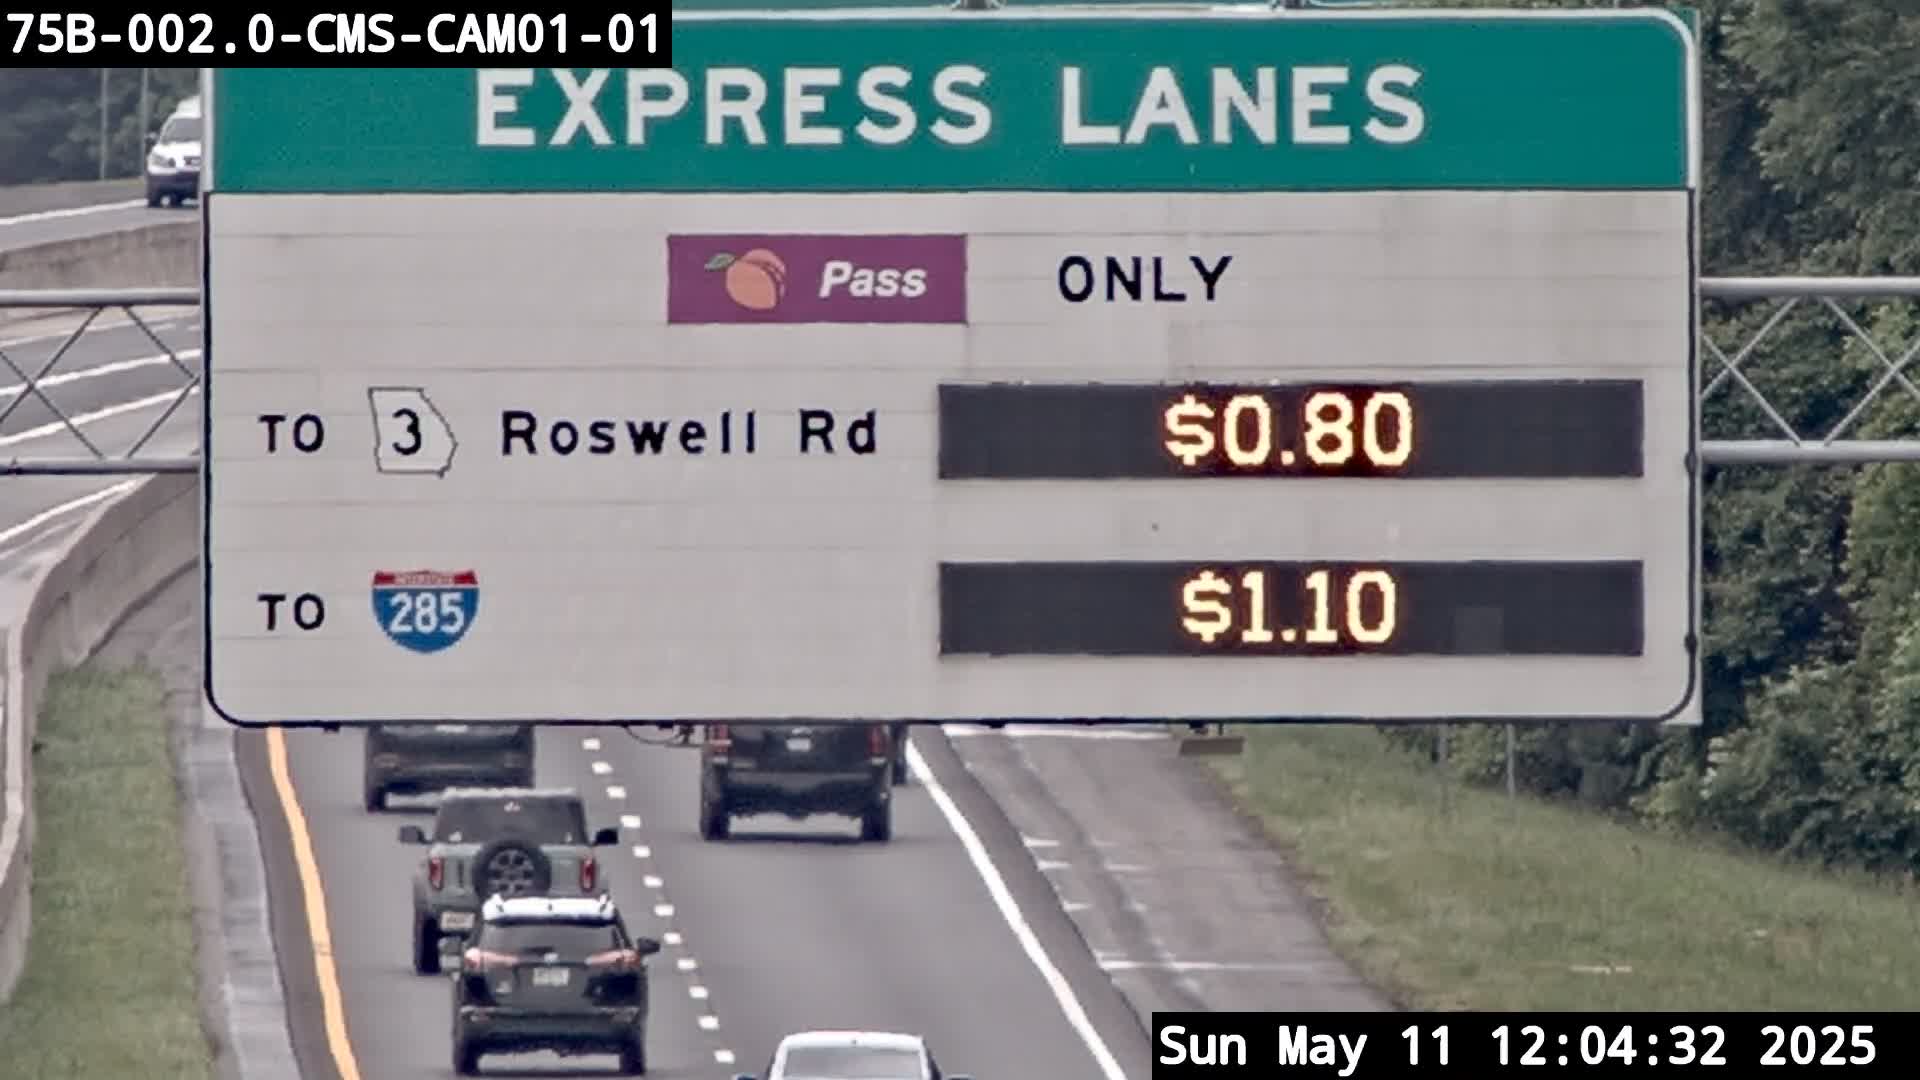 75B-002.0-CMS-CAM01-01
EXPRESS LANES
Pass ONLY
TO 3 Roswell Rd $0.80
TO INTERSTATE 285 $1.10
Sun May 11 12:04:32 2025